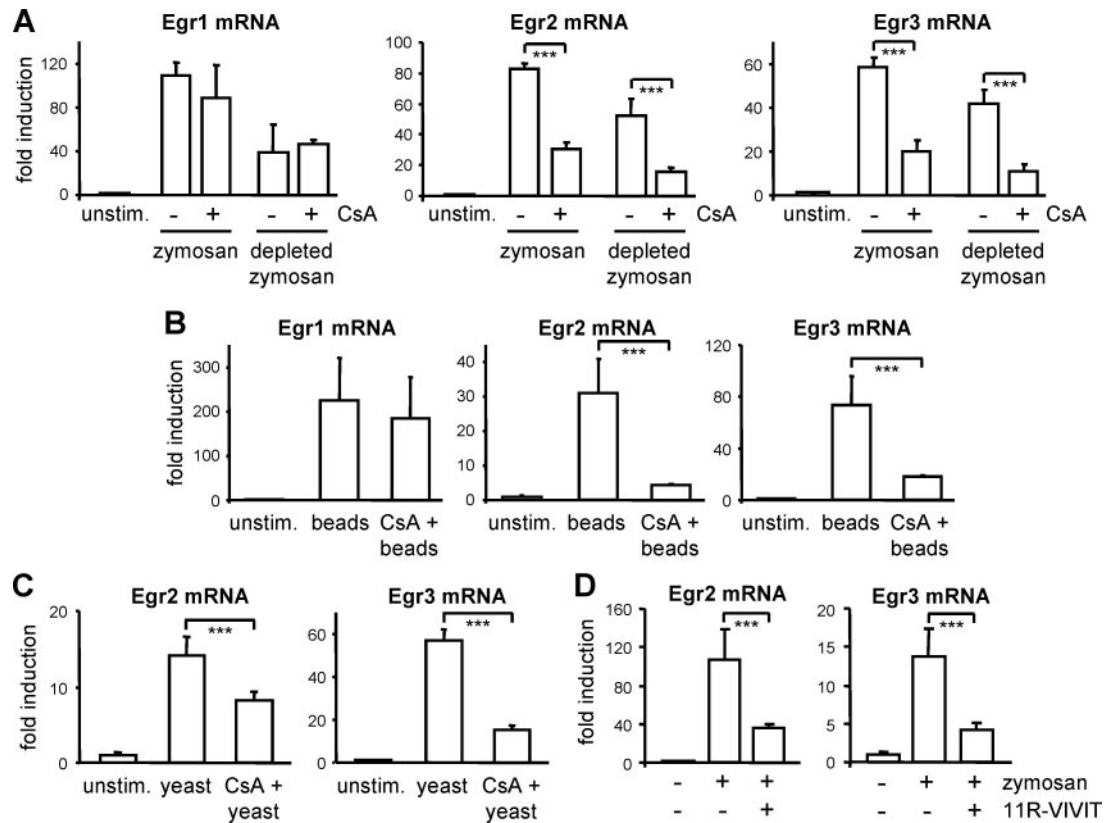 A
Egr1 mRNA
fold induction
120
80
40
0
unstim. - + - + CsA
zymosan depleted
zymosan
Egr2 mRNA
***
***
100
80
60
40
20
0
unstim. - + - + CsA
zymosan depleted
zymosan
Egr3 mRNA
***
***
60
40
20
0
unstim. - + - + CsA
zymosan depleted
zymosan
B
Egr1 mRNA
fold induction
300
200
100
0
unstim. beads CsA +
beads
Egr2 mRNA
***
40
30
20
10
0
unstim. beads CsA +
beads
Egr3 mRNA
***
120
80
40
0
unstim. beads CsA +
beads
C
Egr2 mRNA
***
fold induction
20
10
0
unstim. yeast CsA +
yeast
Egr3 mRNA
***
60
40
20
0
unstim. yeast CsA +
yeast
D
Egr2 mRNA
***
fold induction
160
120
80
40
0
- + +
- - +
Egr3 mRNA
***
20
15
10
5
0
- + + zymosan
- - + 11R-VIVIT